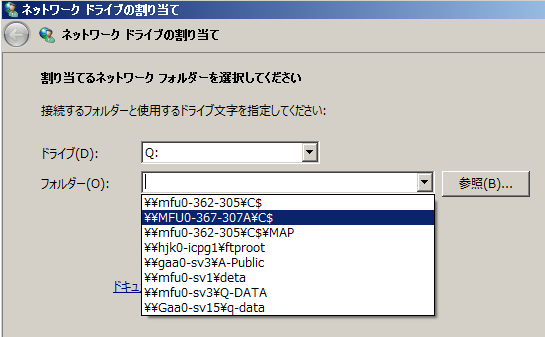 ネットワーク ドライブの割り当て
ネットワーク ドライブの割り当て
割り当てるネットワーク フォルダーを選択してください
接続するフォルダーと使用するドライブ文字を指定してください:
ドライブ(D):
Q:
フォルダー(O):
参照(B)...
¥¥mfu0-362-305¥C$
¥¥MFU0-367-307A¥C$
¥¥mfu0-362-305¥C$¥MAP
¥¥hjk0-icpg1¥ftproot
¥¥gaa0-sv3¥A-Public
¥¥mfu0-sv1¥deta
¥¥mfu0-sv3¥Q-DATA
¥¥Gaa0-sv15¥q-data
ドキュ